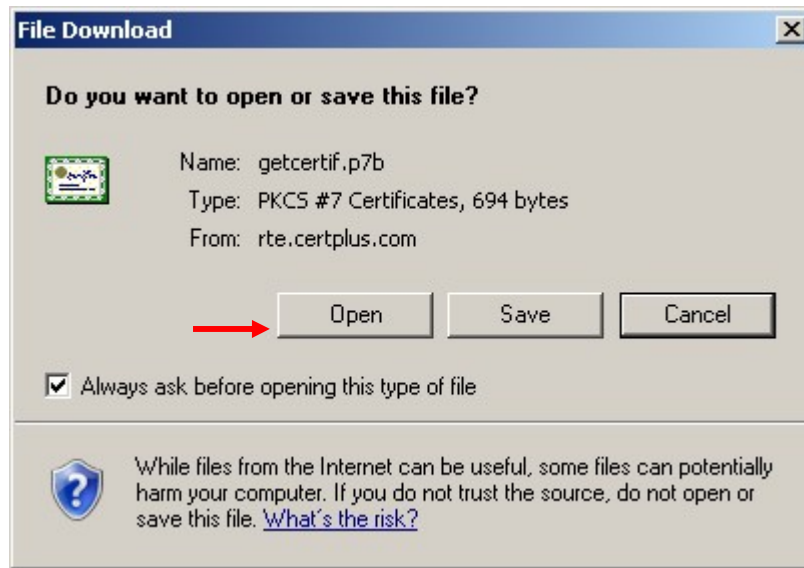 File Download
Do you want to open or save this file?
Name: getcertif.p7b
Type: PKCS #7 Certificates, 694 bytes
From: rte.certplus.com
Open Save Cancel
Always ask before opening this type of file
While files from the Internet can be useful, some files can potentially
harm your computer. If you do not trust the source, do not open or
save this file. What's the risk?